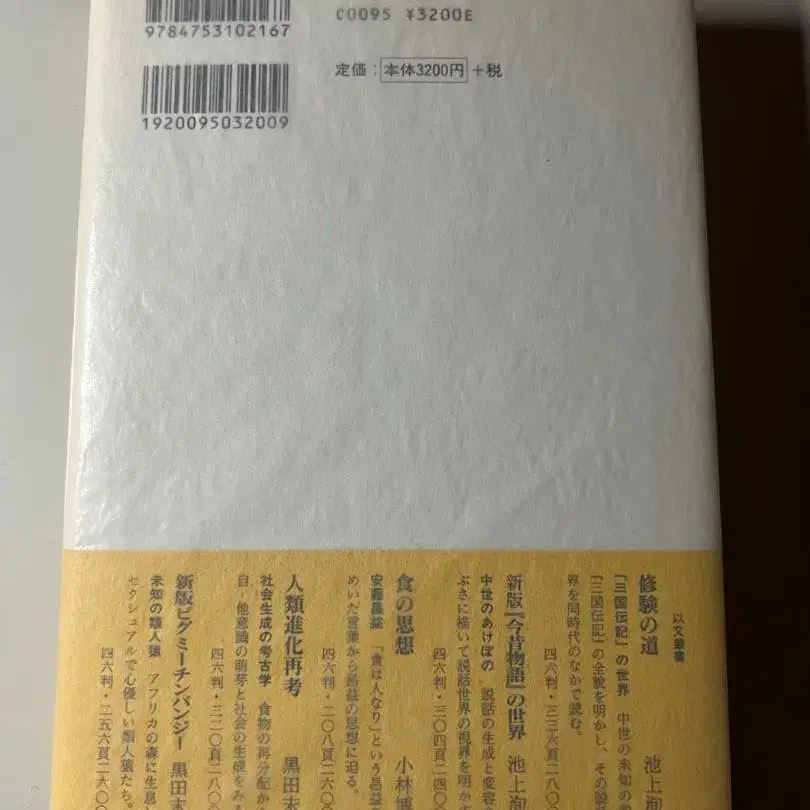 9784753102167
C0095 ¥3200E
定価：本体3200円＋税
1920095032009
以文叢書
修験の道 池上洵
『三国伝記』の世界 中世の未知の
『三国伝記』の全貌を明かし、その説
界を同時代のなかで読む。
四六判・三三六頁二八〇
新版『今昔物語』の世界 池上洵
中世のあけぼの 説話の生成と変容
ぶさに描いて説話世界の視界を明かす
四六判・三〇四頁二四〇
食の思想 小林博
安藤昌益 「食は人なり」という昌益
めいた言葉から昌益の思想に迫る。
四六判・二〇八頁二六〇〇
人類進化再考 黒田末
社会生成の考古学 食物の再分配か
自‐他意識の萌芽と社会の生成をみ
四六判・三二〇頁二八〇〇
新版ピグミーチンパンジー 黒田末
未知の類人猿 アフリカの森に生息
セクシュアルで心優しい類人猿たち。
四六判・二五六頁二六〇〇